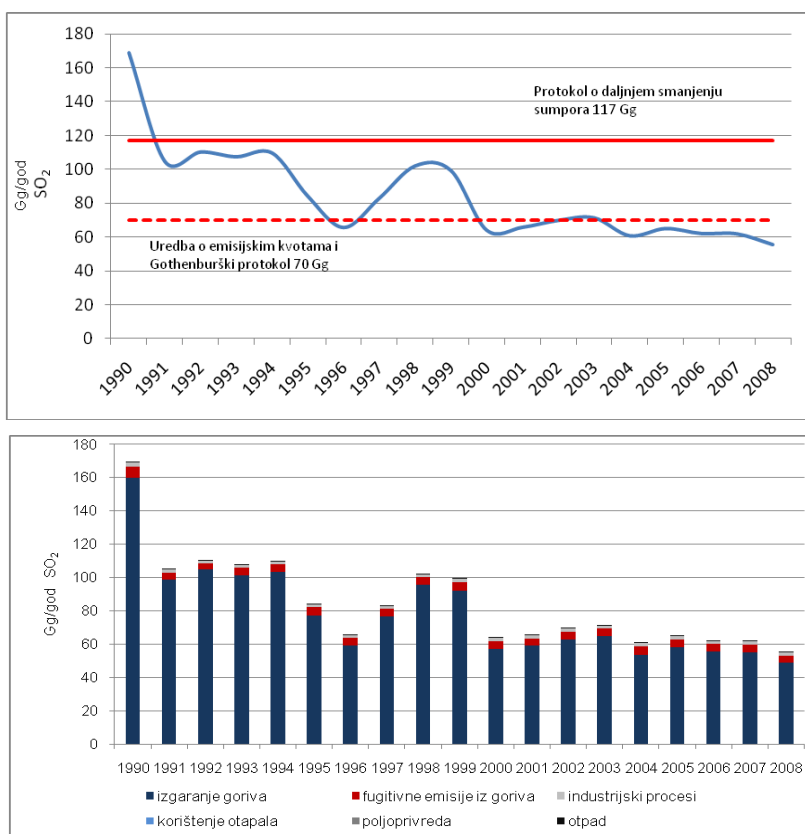 180
160
140
120
100
80
60
40
20
0
Gg/god
SO₂
Protokol o daljnjem smanjenju
sumpora 117 Gg
Uredba o emisijskim kvotama i
Gothenburški protokol 70 Gg
1990 1991 1992 1993 1994 1995 1996 1997 1998 1999 2000 2001 2002 2003 2004 2005 2006 2007 2008
180
160
140
120
100
80
60
40
20
0
Gg/god SO₂
1990 1991 1992 1993 1994 1995 1996 1997 1998 1999 2000 2001 2002 2003 2004 2005 2006 2007 2008
izgaranje goriva fugitivne emisije iz goriva industrijski procesi
korištenje otapala poljoprivreda otpad